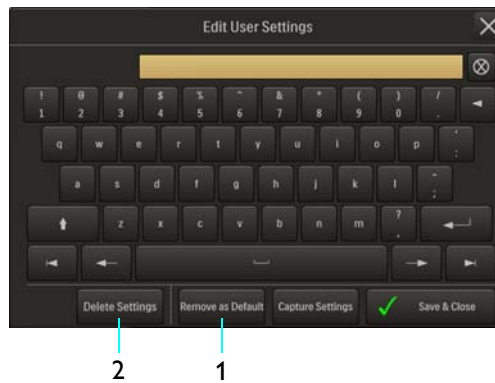 Edit User Settings
! @ # $ % ^ & * ( ) /
1 2 3 4 5 6 7 8 9 0 .
q w e r t y u i o p ' :
a s d f g h j k l ~ ;
z x c v b n m ? ,
Delete Settings Remove as Default Capture Settings Save & Close
2 1